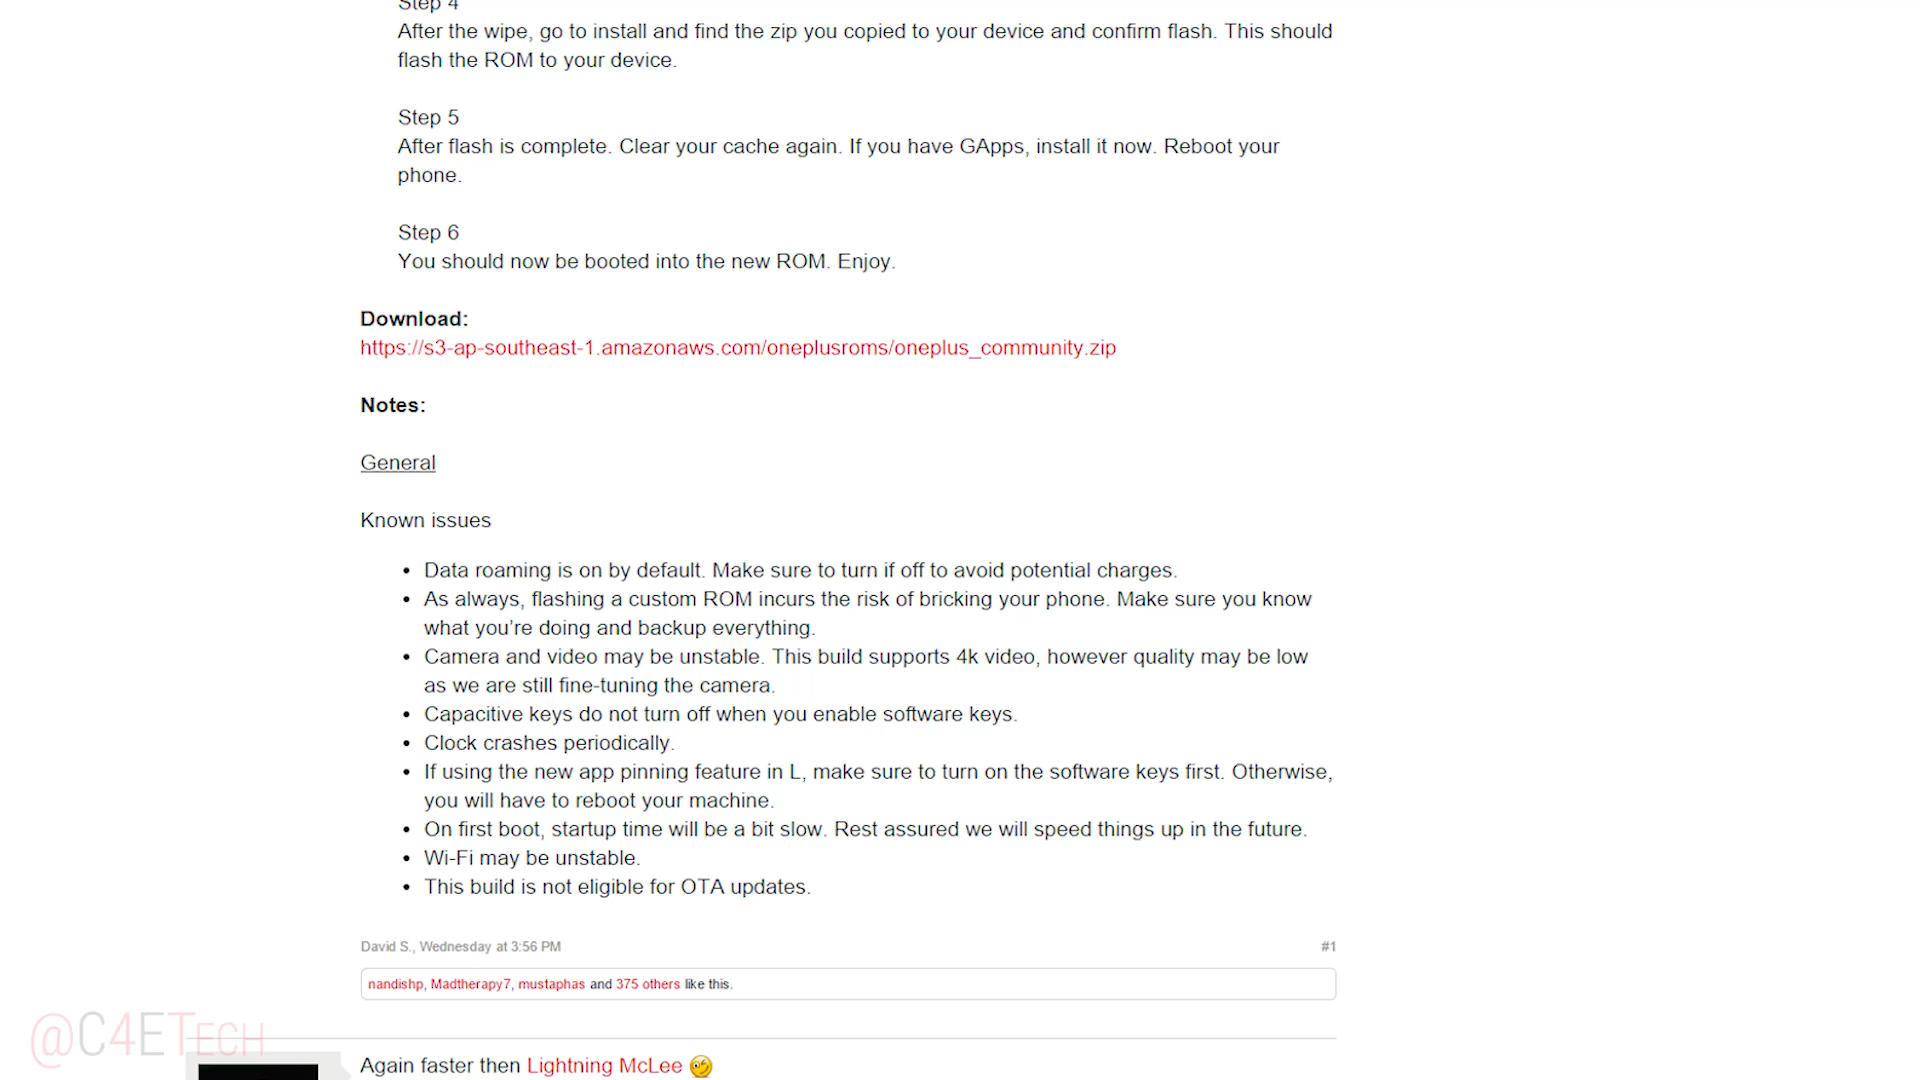 Step 4
After the wipe, go to install and find the zip you copied to your device and confirm flash. This should
flash the ROM to your device.
Step 5
After flash is complete. Clear your cache again. If you have GApps, install it now. Reboot your
phone.
Step 6
You should now be booted into the new ROM. Enjoy.
Download:
https://s3-ap-southeast-1.amazonaws.com/oneplusroms/oneplus_community.zip
Notes:
General
Known issues
• Data roaming is on by default. Make sure to turn if off to avoid potential charges.
• As always, flashing a custom ROM incurs the risk of bricking your phone. Make sure you know
what you’re doing and backup everything.
• Camera and video may be unstable. This build supports 4k video, however quality may be low
as we are still fine-tuning the camera.
• Capacitive keys do not turn off when you enable software keys.
• Clock crashes periodically.
• If using the new app pinning feature in L, make sure to turn on the software keys first. Otherwise,
you will have to reboot your machine.
• On first boot, startup time will be a bit slow. Rest assured we will speed things up in the future.
• Wi-Fi may be unstable.
• This build is not eligible for OTA updates.
David S., Wednesday at 3:56 PM #1
nandishp, Madtherapy7, mustaphas and 375 others like this.
@C4ETech
Again faster then Lightning McLee